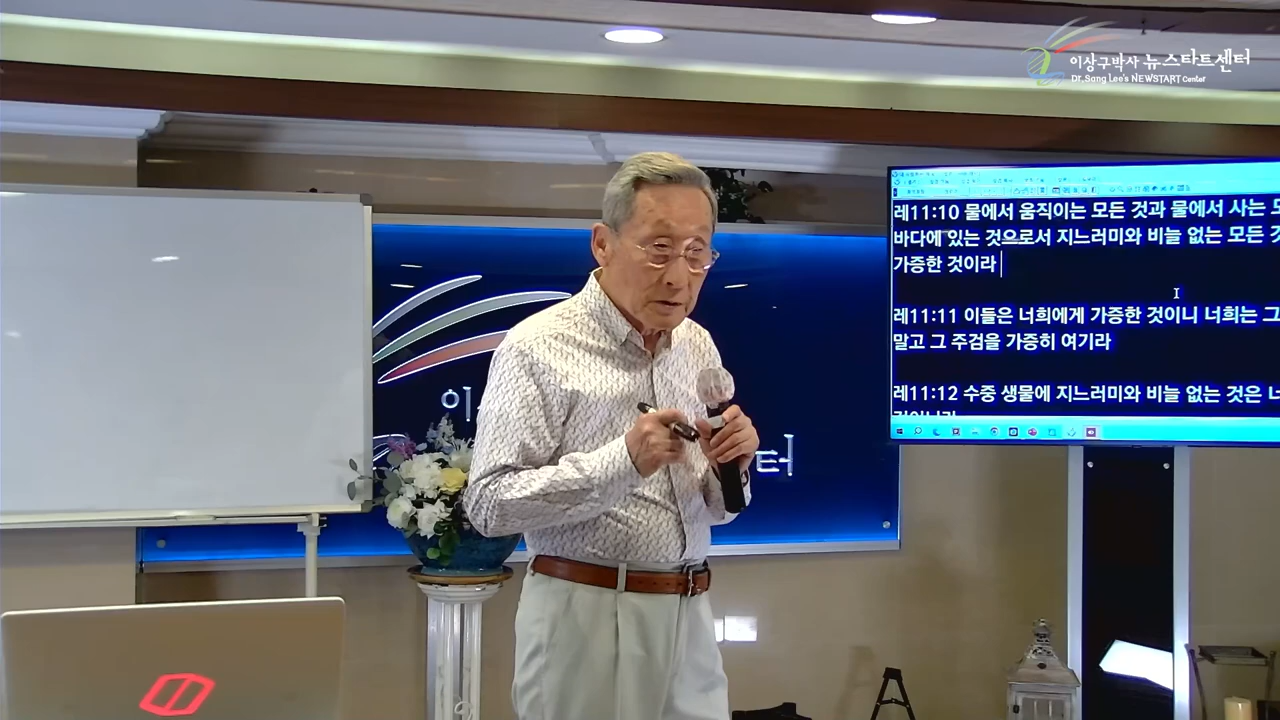 이상구박사 뉴스타트센터
Dr. Sang Lee's NEWSTART Center
레11:10 물에서 움직이는 모든 것과 물에서 사는
바다에 있는 것으로서 지느러미와 비늘 없는 모든
가증한 것이라
레11:11 이들은 너희에게 가증한 것이니 너희는
말고 그 주검을 가증히 여기라
레11:12 수중 생물에 지느러미와 비늘 없는 것은
이
터